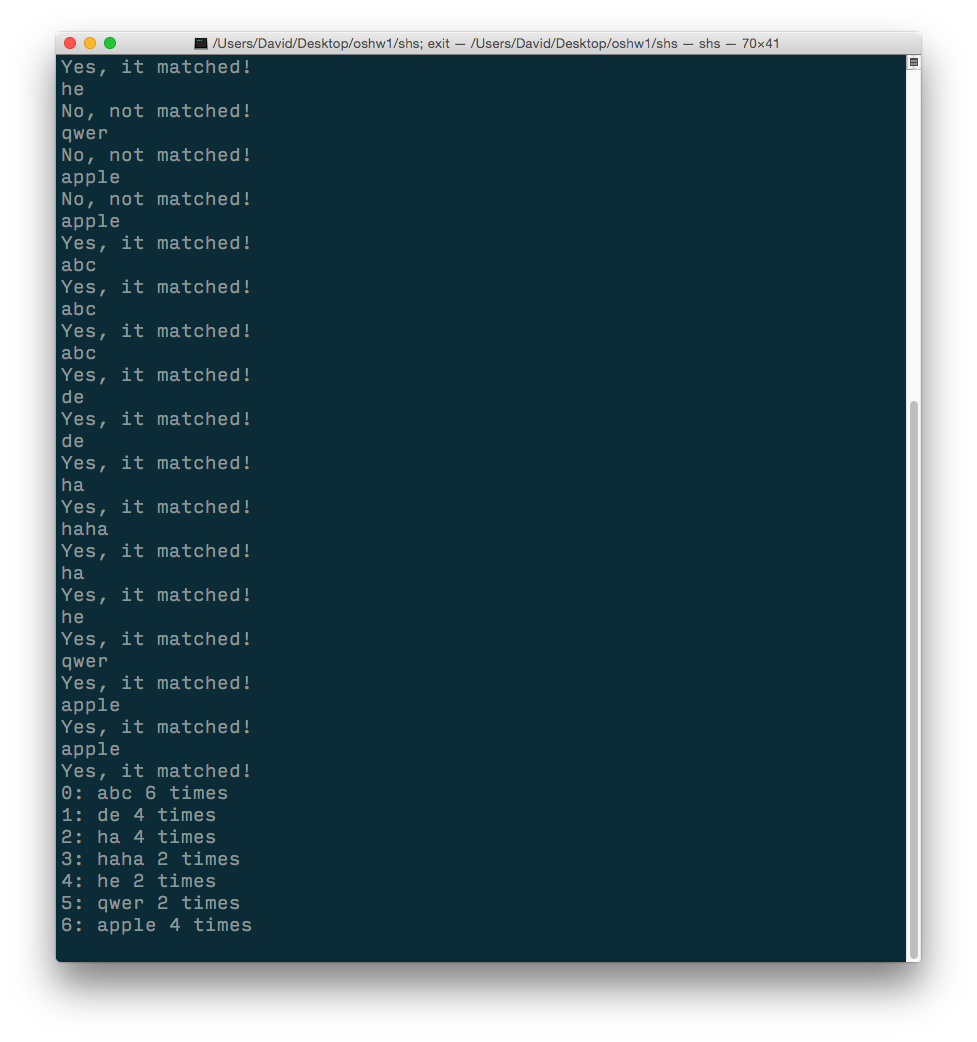 /Users/David/Desktop/oshw1/shs; exit — /Users/David/Desktop/oshw1/shs — shs — 70×41
Yes, it matched!
he
No, not matched!
qwer
No, not matched!
apple
No, not matched!
apple
Yes, it matched!
abc
Yes, it matched!
abc
Yes, it matched!
abc
Yes, it matched!
de
Yes, it matched!
de
Yes, it matched!
ha
Yes, it matched!
haha
Yes, it matched!
ha
Yes, it matched!
he
Yes, it matched!
qwer
Yes, it matched!
apple
Yes, it matched!
apple
Yes, it matched!
0: abc 6 times
1: de 4 times
2: ha 4 times
3: haha 2 times
4: he 2 times
5: qwer 2 times
6: apple 4 times